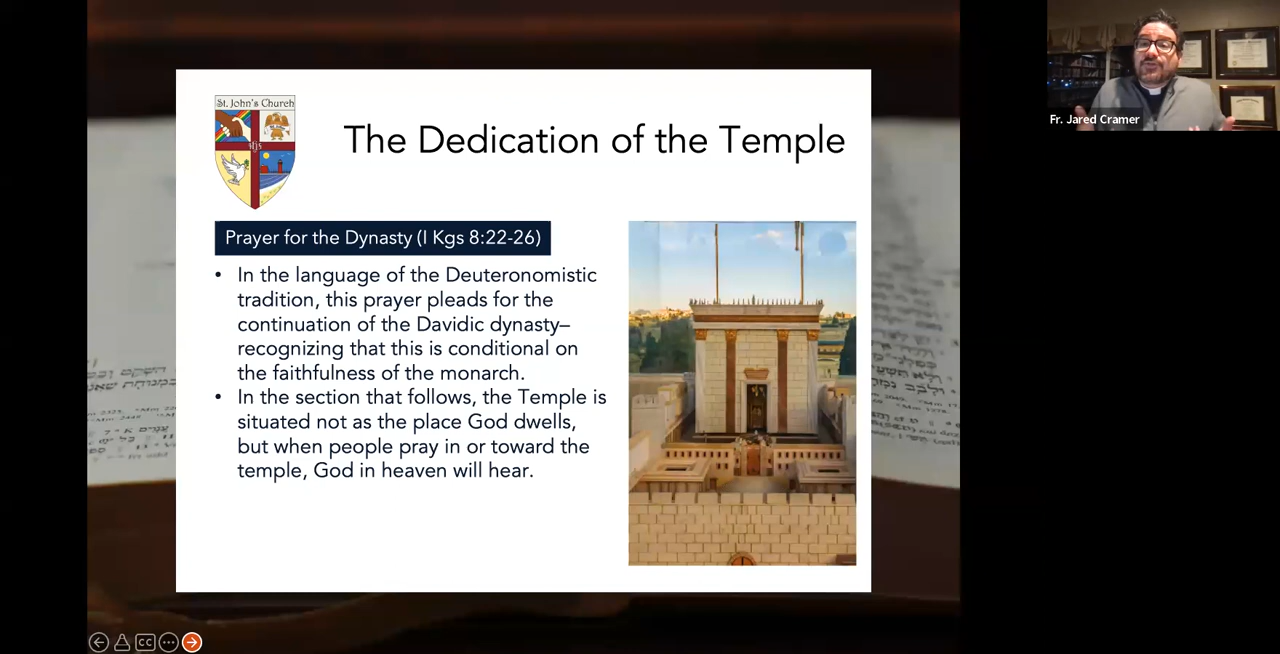 St. John's Church
The Dedication of the Temple
Prayer for the Dynasty (I Kgs 8:22-26)
• In the language of the Deuteronomistic
tradition, this prayer pleads for the
continuation of the Davidic dynasty–
recognizing that this is conditional on
the faithfulness of the monarch.
• In the section that follows, the Temple is
situated not as the place God dwells,
but when people pray in or toward the
temple, God in heaven will hear.
Fr. Jared Cramer
CC